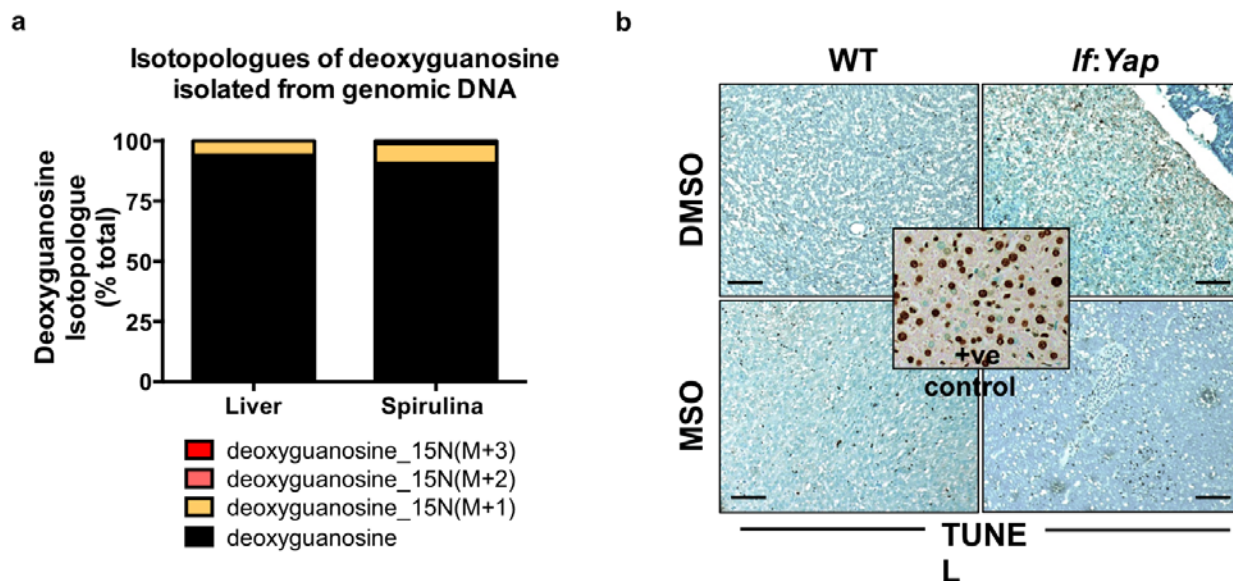 a
Isotopologues of deoxyguanosine
isolated from genomic DNA
Deoxyguanosine
Isotopologue
(% total)
100
75
50
25
0
Liver
Spirulina
deoxyguanosine_15N(M+3)
deoxyguanosine_15N(M+2)
deoxyguanosine_15N(M+1)
deoxyguanosine
b
WT
lf:Yap
DMSO
MSO
+ve
control
TUNE
L